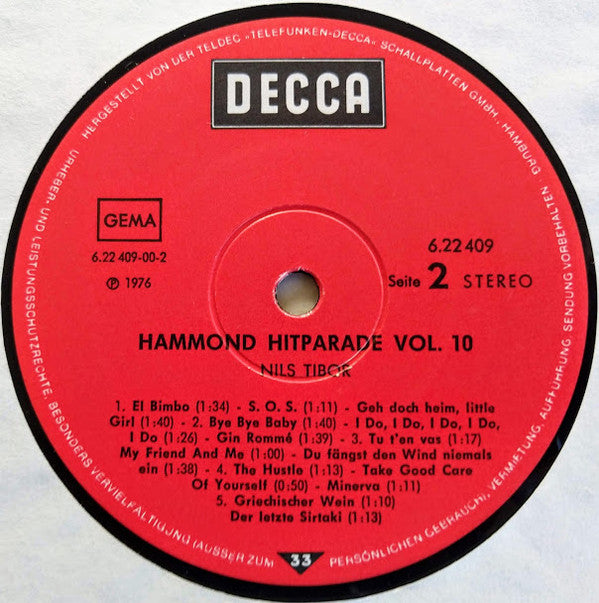 HERGESTELLT VON DER TELDEC »TELEFUNKEN-DECCA« SCHALLPLATTEN GMBH., HAMBURG
URHEBER- UND LEISTUNGSSCHUTZRECHTE, BESONDERS VERVIELFÄLTIGUNG (AUSSER ZUM PERSÖNLICHEN GEBRAUCH), VERMIETUNG, AUFFÜHRUNG, SENDUNG VORBEHALTEN
DECCA
GEMA
6.22 409-00-2
℗ 1976
6.22 409
Seite 2 STEREO
HAMMOND HITPARADE VOL. 10
NILS TIBOR
1. El Bimbo (1:34) - S. O. S. (1:11) - Geh doch heim, little
Girl (1:40) - 2. Bye Bye Baby (1:40) - I Do, I Do, I Do, I Do,
I Do (1:26) - Gin Rommé (1:39) - 3. Tu t'en vas (1:17)
My Friend And Me (1:00) - Du fängst den Wind niemals
ein (1:38) - 4. The Hustle (1:13) - Take Good Care
Of Yourself (0:50) - Minerva (1:11)
5. Griechischer Wein (1:10)
Der letzte Sirtaki (1:13)
33